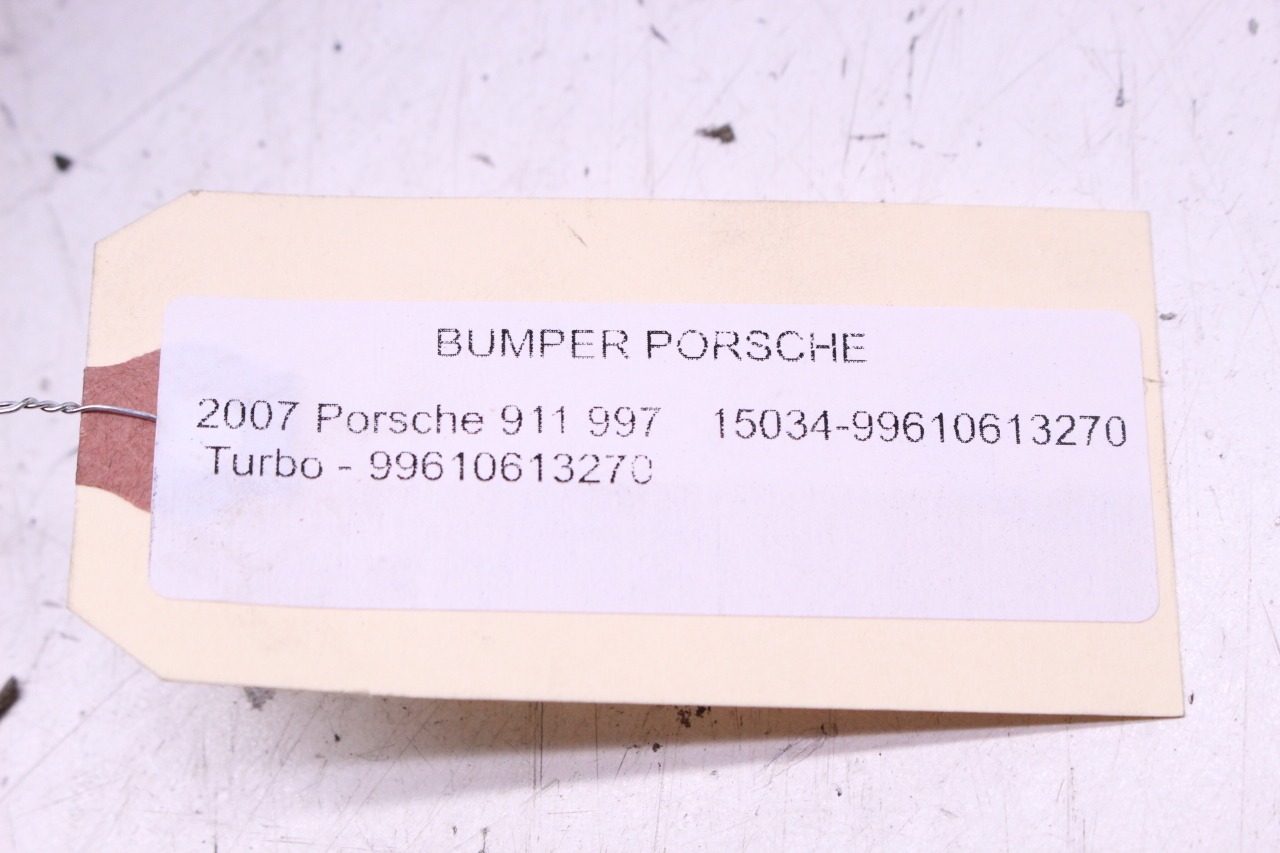 BUMPER PORSCHE
2007 Porsche 911 997 15034-99610613270
Turbo - 99610613270